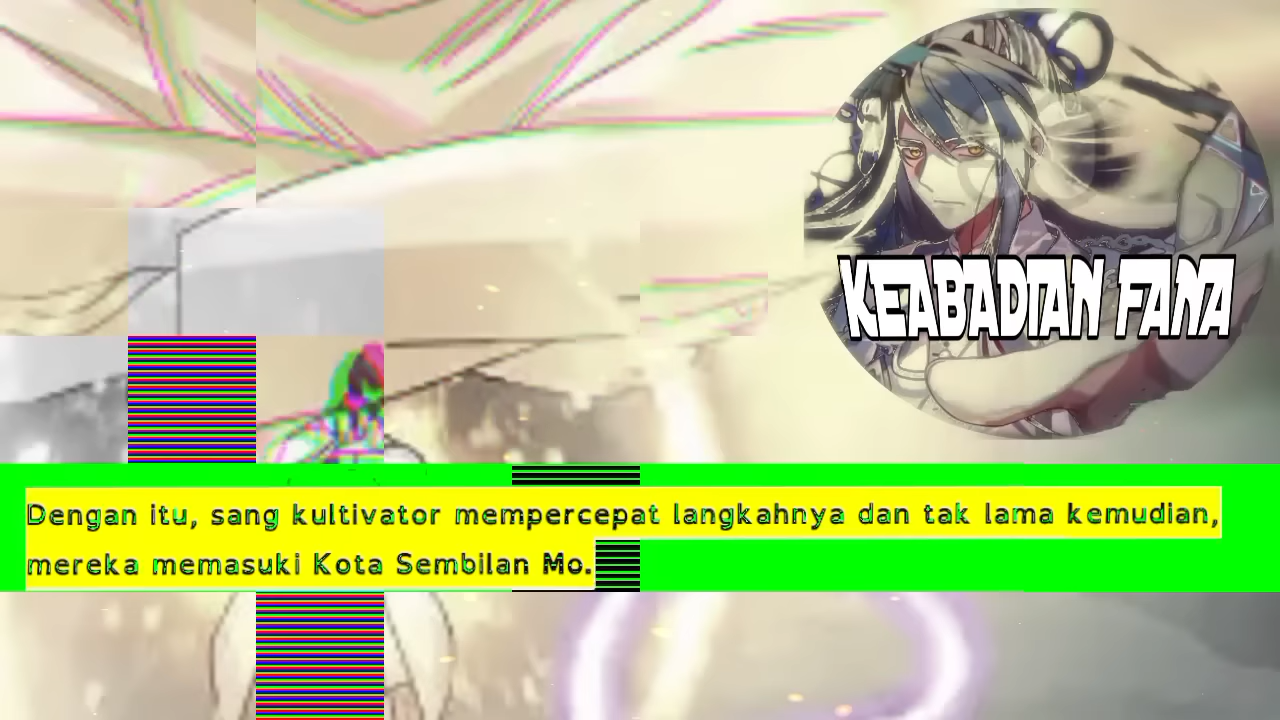 KEABADIAN FANA
Dengan itu, sang kultivator mempercepat langkahnya dan tak lama kemudian,
mereka memasuki Kota Sembilan Mo.